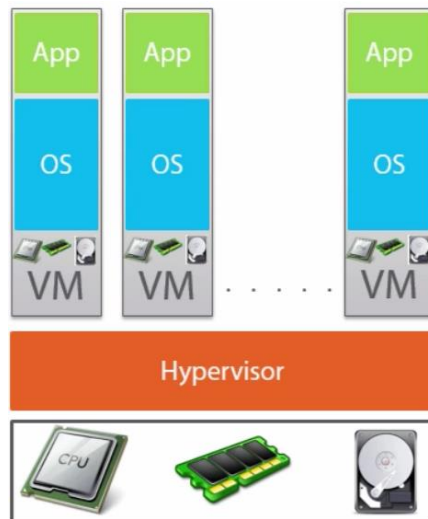 App App App
OS OS OS
VM VM . . . . . VM
Hypervisor
CPU